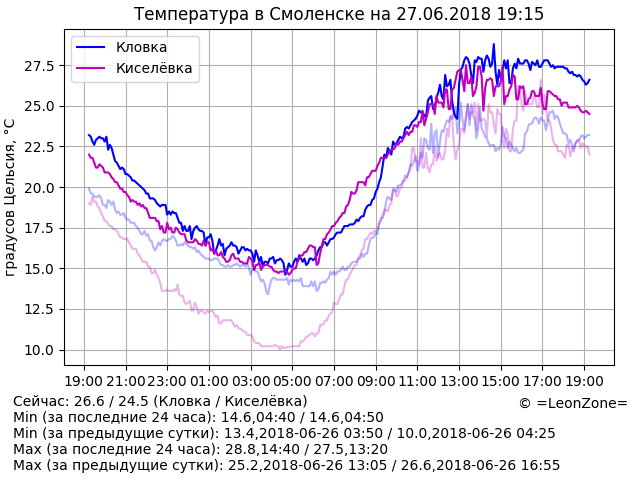 Температура в Смоленске на 27.06.2018 19:15
Кловка
Киселёвка
градусов Цельсия, °C
27.5
25.0
22.5
20.0
17.5
15.0
12.5
10.0
19:00 21:00 23:00 01:00 03:00 05:00 07:00 09:00 11:00 13:00 15:00 17:00 19:00
Сейчас: 26.6 / 24.5 (Кловка / Киселёвка)
© =LeonZone=
Min (за последние 24 часа): 14.6,04:40 / 14.6,04:50
Min (за предыдущие сутки): 13.4,2018-06-26 03:50 / 10.0,2018-06-26 04:25
Max (за последние 24 часа): 28.8,14:40 / 27.5,13:20
Max (за предыдущие сутки): 25.2,2018-06-26 13:05 / 26.6,2018-06-26 16:55